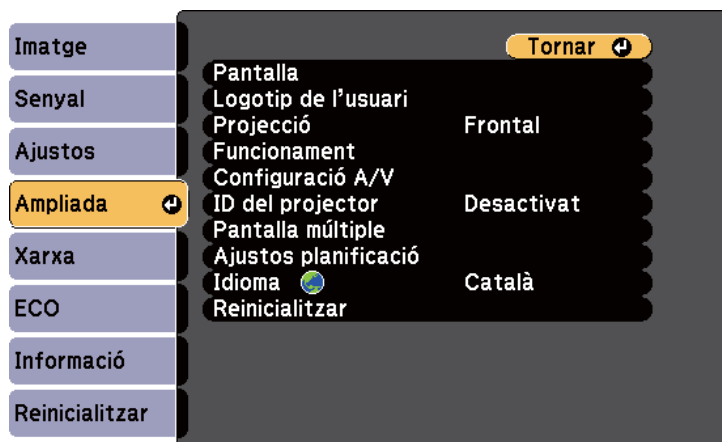 Imatge
Senyal
Ajustos
Ampliada
Xarxa
ECO
Informació
Reinicialitzar
Tornar
Pantalla
Logotip de l'usuari
Projecció Frontal
Funcionament
Configuració A/V
ID del projector Desactivat
Pantalla múltiple
Ajustos planificació
Idioma Català
Reinicialitzar